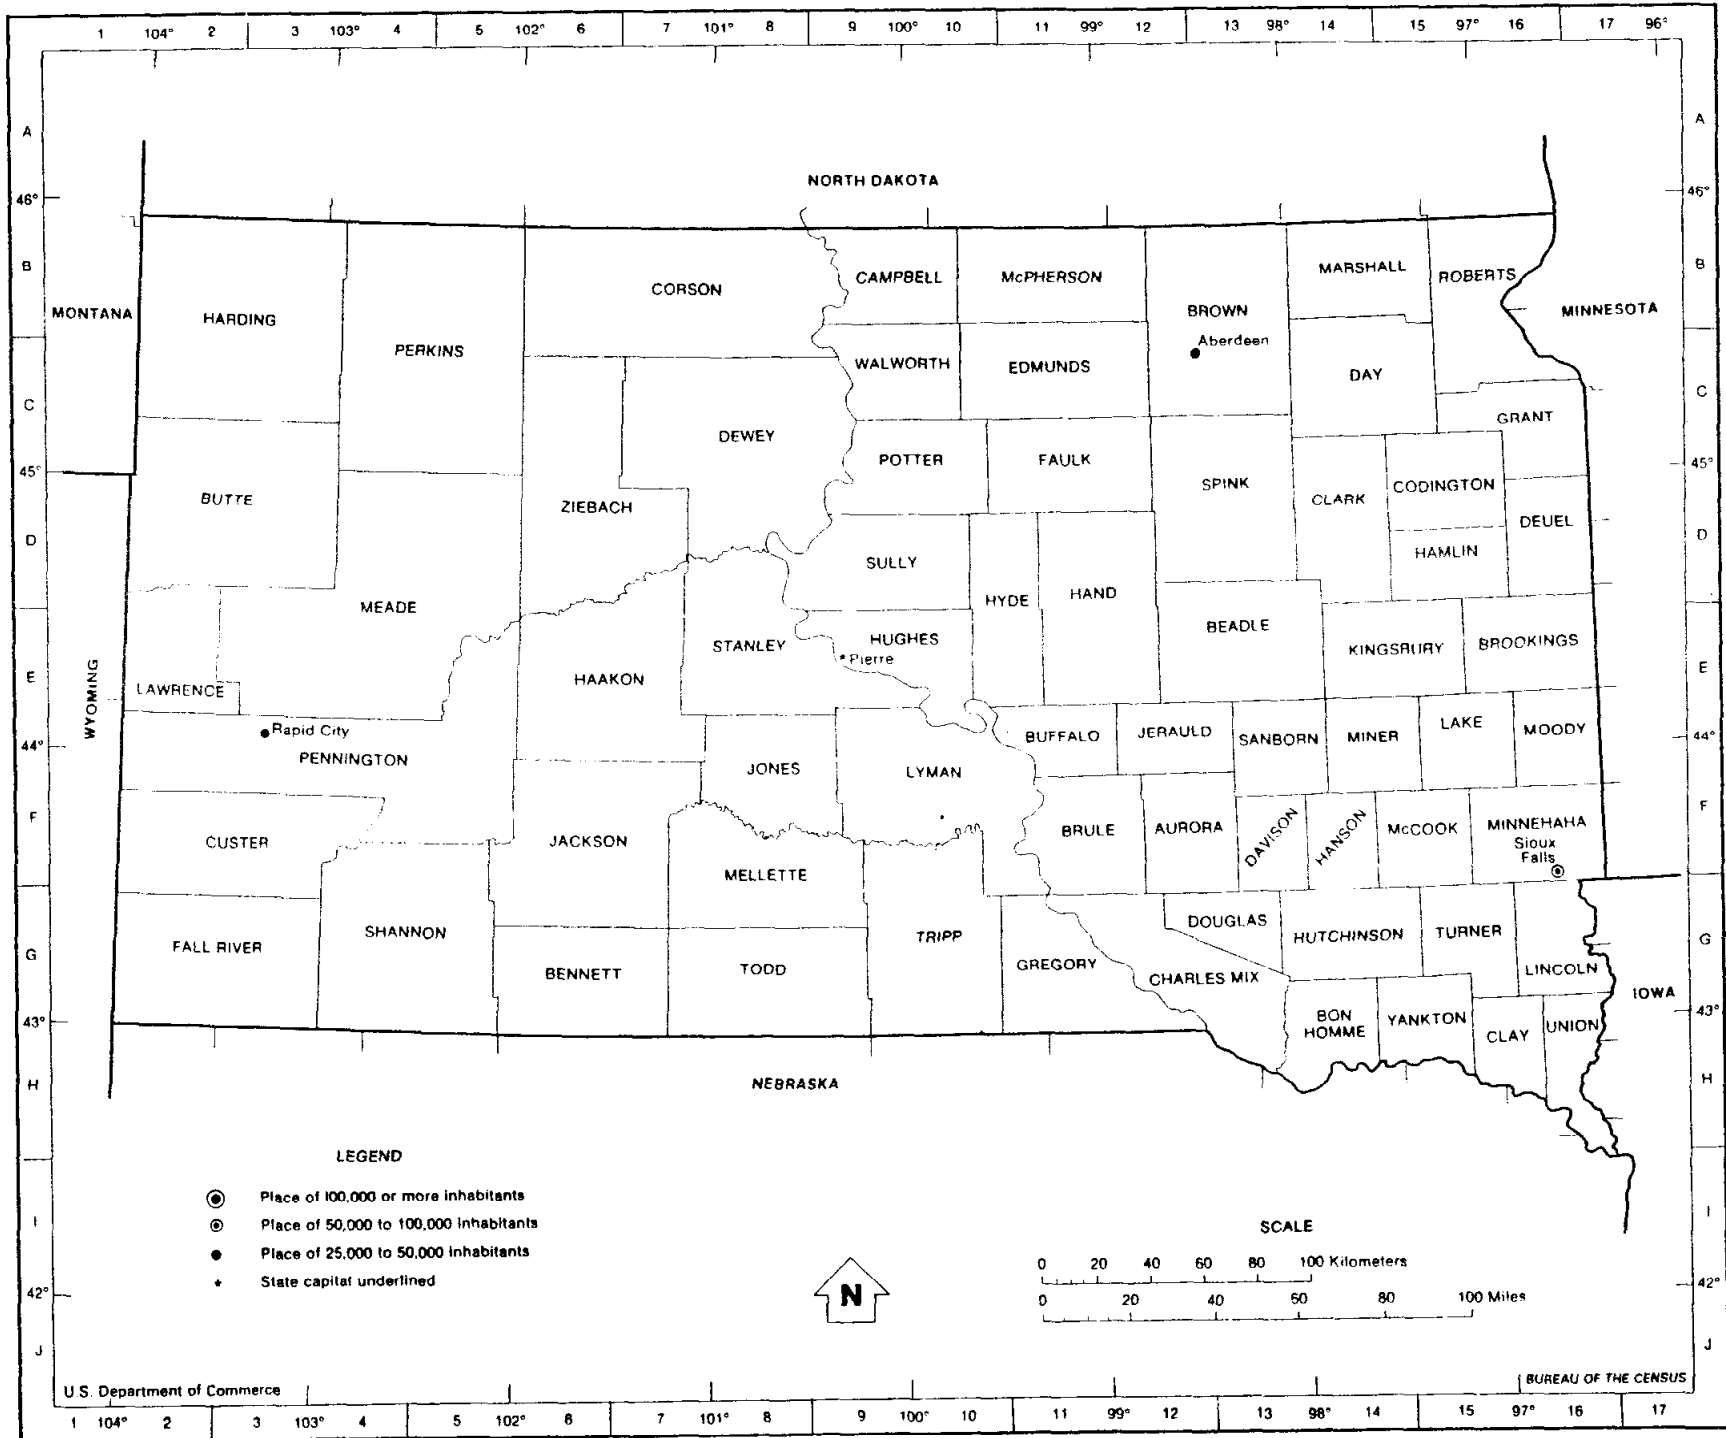 1 104° 2 3 103° 4 5 102° 6 7 101° 8 9 100° 10 11 99° 12 13 98° 14 15 97° 16 17 96°
A A
46° NORTH DAKOTA 46°
B B
MONTANA HARDING PERKINS CORSON CAMPBELL McPHERSON BROWN MARSHALL ROBERTS MINNESOTA
Aberdeen
WALWORTH EDMUNDS DAY
C C
DEWEY GRANT
45° 45°
BUTTE ZIEBACH POTTER FAULK SPINK CLARK CODINGTON
D D
DEUEL
HAMLIN
SULLY
MEADE HYDE HAND
STANLEY HUGHES BEADLE KINGSBURY BROOKINGS
Pierre
E E
WYOMING
LAWRENCE HAAKON
Rapid City
44° 44°
PENNINGTON JONES LYMAN BUFFALO JERAULD SANBORN MINER LAKE MOODY
F F
CUSTER JACKSON BRULE AURORA DAVISON HANSON McCOOK MINNEHAHA
Sioux
Falls
MELLETTE
G G
FALL RIVER SHANNON BENNETT TODD TRIPP GREGORY DOUGLAS HUTCHINSON TURNER
CHARLES MIX LINCOLN
IOWA
43° 43°
BON
HOMME
YANKTON CLAY UNION
H H
NEBRASKA
LEGEND
Place of 100,000 or more inhabitants
Place of 50,000 to 100,000 inhabitants
Place of 25,000 to 50,000 inhabitants
* State capital underlined
I I
SCALE
0 20 40 60 80 100 Kilometers
0 20 40 60 80 100 Miles
N
42° 42°
J J
U.S. Department of Commerce
BUREAU OF THE CENSUS
1 104° 2 3 103° 4 5 102° 6 7 101° 8 9 100° 10 11 99° 12 13 98° 14 15 97° 16 17